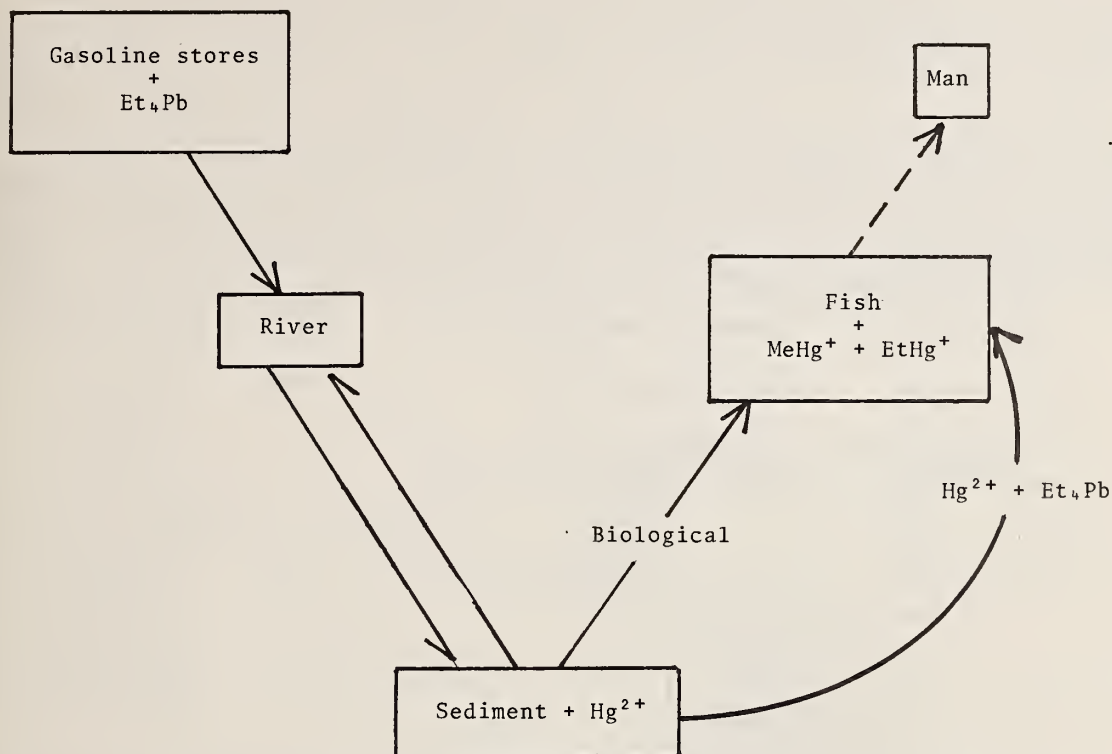 Gasoline stores
+
Et₄Pb
Man
River
Fish
+
MeHg⁺ + EtHg⁺
Hg²⁺ + Et₄Pb
Biological
Sediment + Hg²⁺